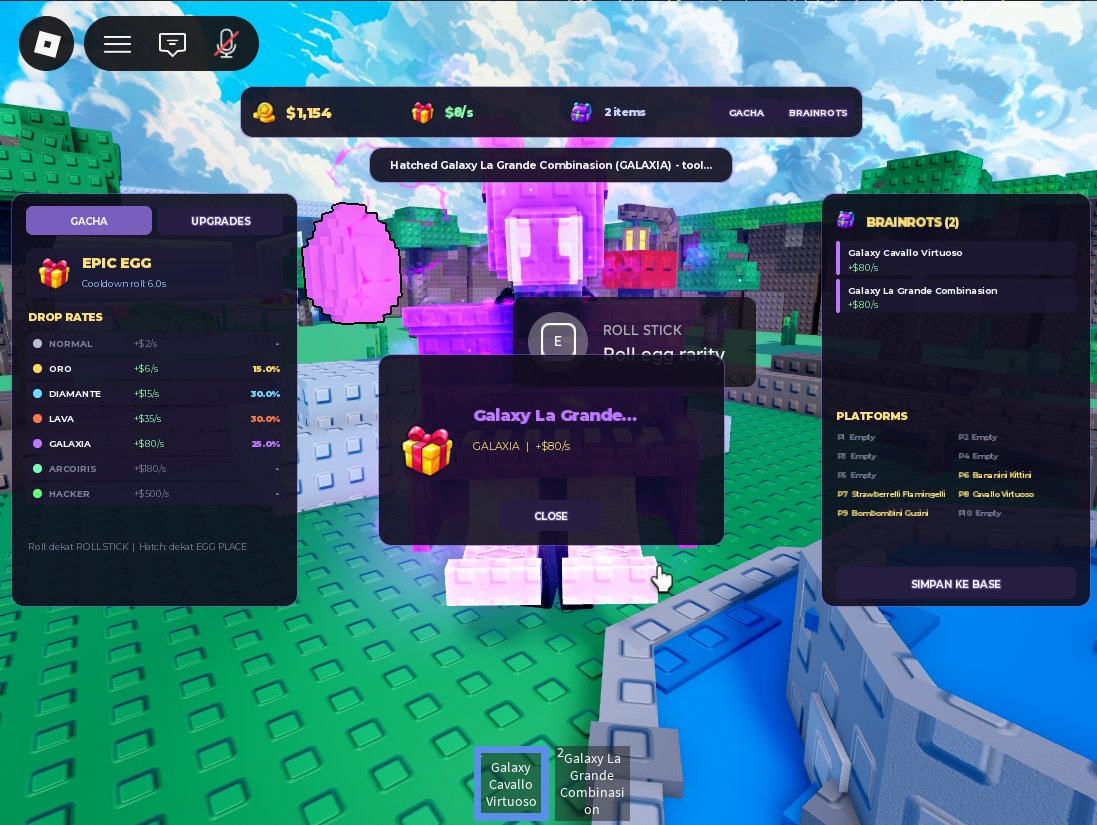 $1,154
$8/s
2 items
GACHA
BRAINROTS
Hatched Galaxy La Grande Combinasion (GALAXIA) - tool...
GACHA
UPGRADES
EPIC EGG
Cooldown roll: 6.0s
DROP RATES
NORMAL +$2/s -
ORO +$6/s 15.0%
DIAMANTE +$15/s 30.0%
LAVA +$35/s 30.0%
GALAXIA +$80/s 25.0%
ARCOIRIS +$180/s -
HACKER +$500/s -
Roll: dekat ROLL STICK | Hatch: dekat EGG PLACE
E
ROLL STICK
Roll egg rarity
Galaxy La Grande...
GALAXIA | +$80/s
CLOSE
BRAINROTS (2)
Galaxy Cavallo Virtuoso
+$80/s
Galaxy La Grande Combinasion
+$80/s
PLATFORMS
P1 Empty P2 Empty
P3 Empty P4 Empty
P5 Empty P6 Bananini Kittini
P7 Strawberrelli Flamingelli P8 Cavallo Virtuoso
P9 Bombombini Gusini P10 Empty
SIMPAN KE BASE
Galaxy
Cavallo
Virtuoso
2
Galaxy La
Grande
Combinasi
on